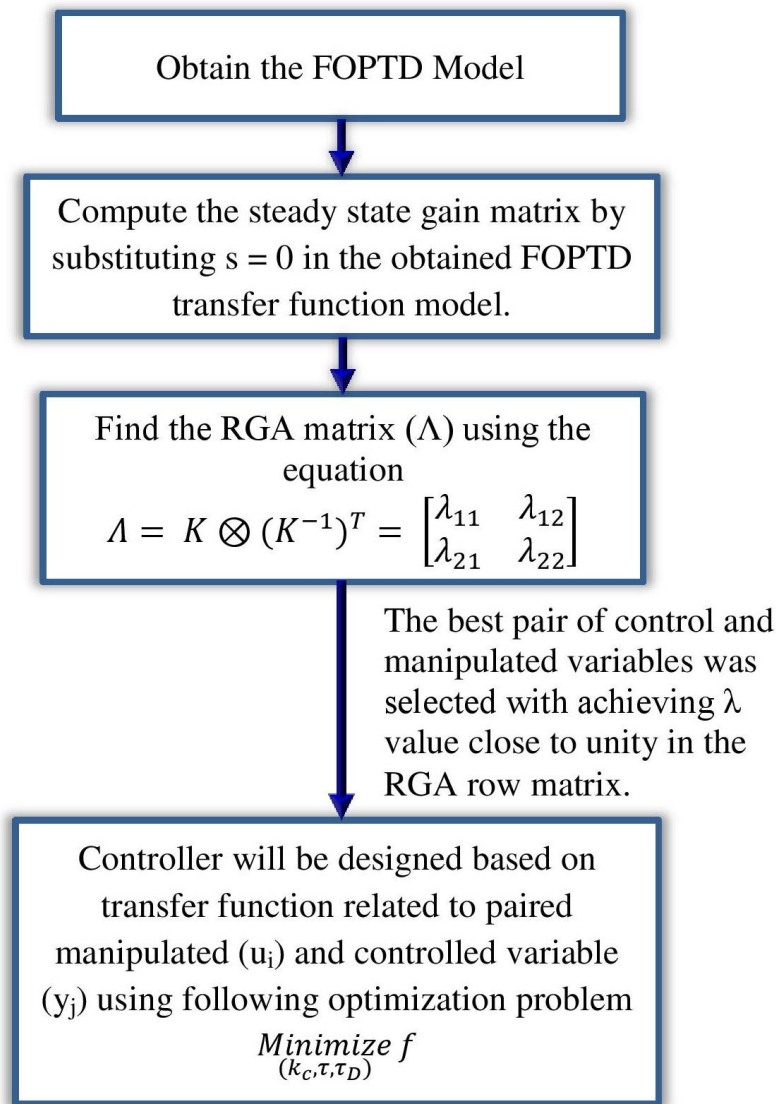 Obtain the FOPTD Model
Compute the steady state gain matrix by
substituting s = 0 in the obtained FOPTD
transfer function model.
Find the RGA matrix (Λ) using the
equation
Λ = K ⊗ (K⁻¹)ᵀ = [λ₁₁ λ₁₂
λ₂₁ λ₂₂]
The best pair of control and
manipulated variables was
selected with achieving λ
value close to unity in the
RGA row matrix.
Controller will be designed based on
transfer function related to paired
manipulated (uᵢ) and controlled variable
(yⱼ) using following optimization problem
Minimize f
(k_C,τ,τ_D)